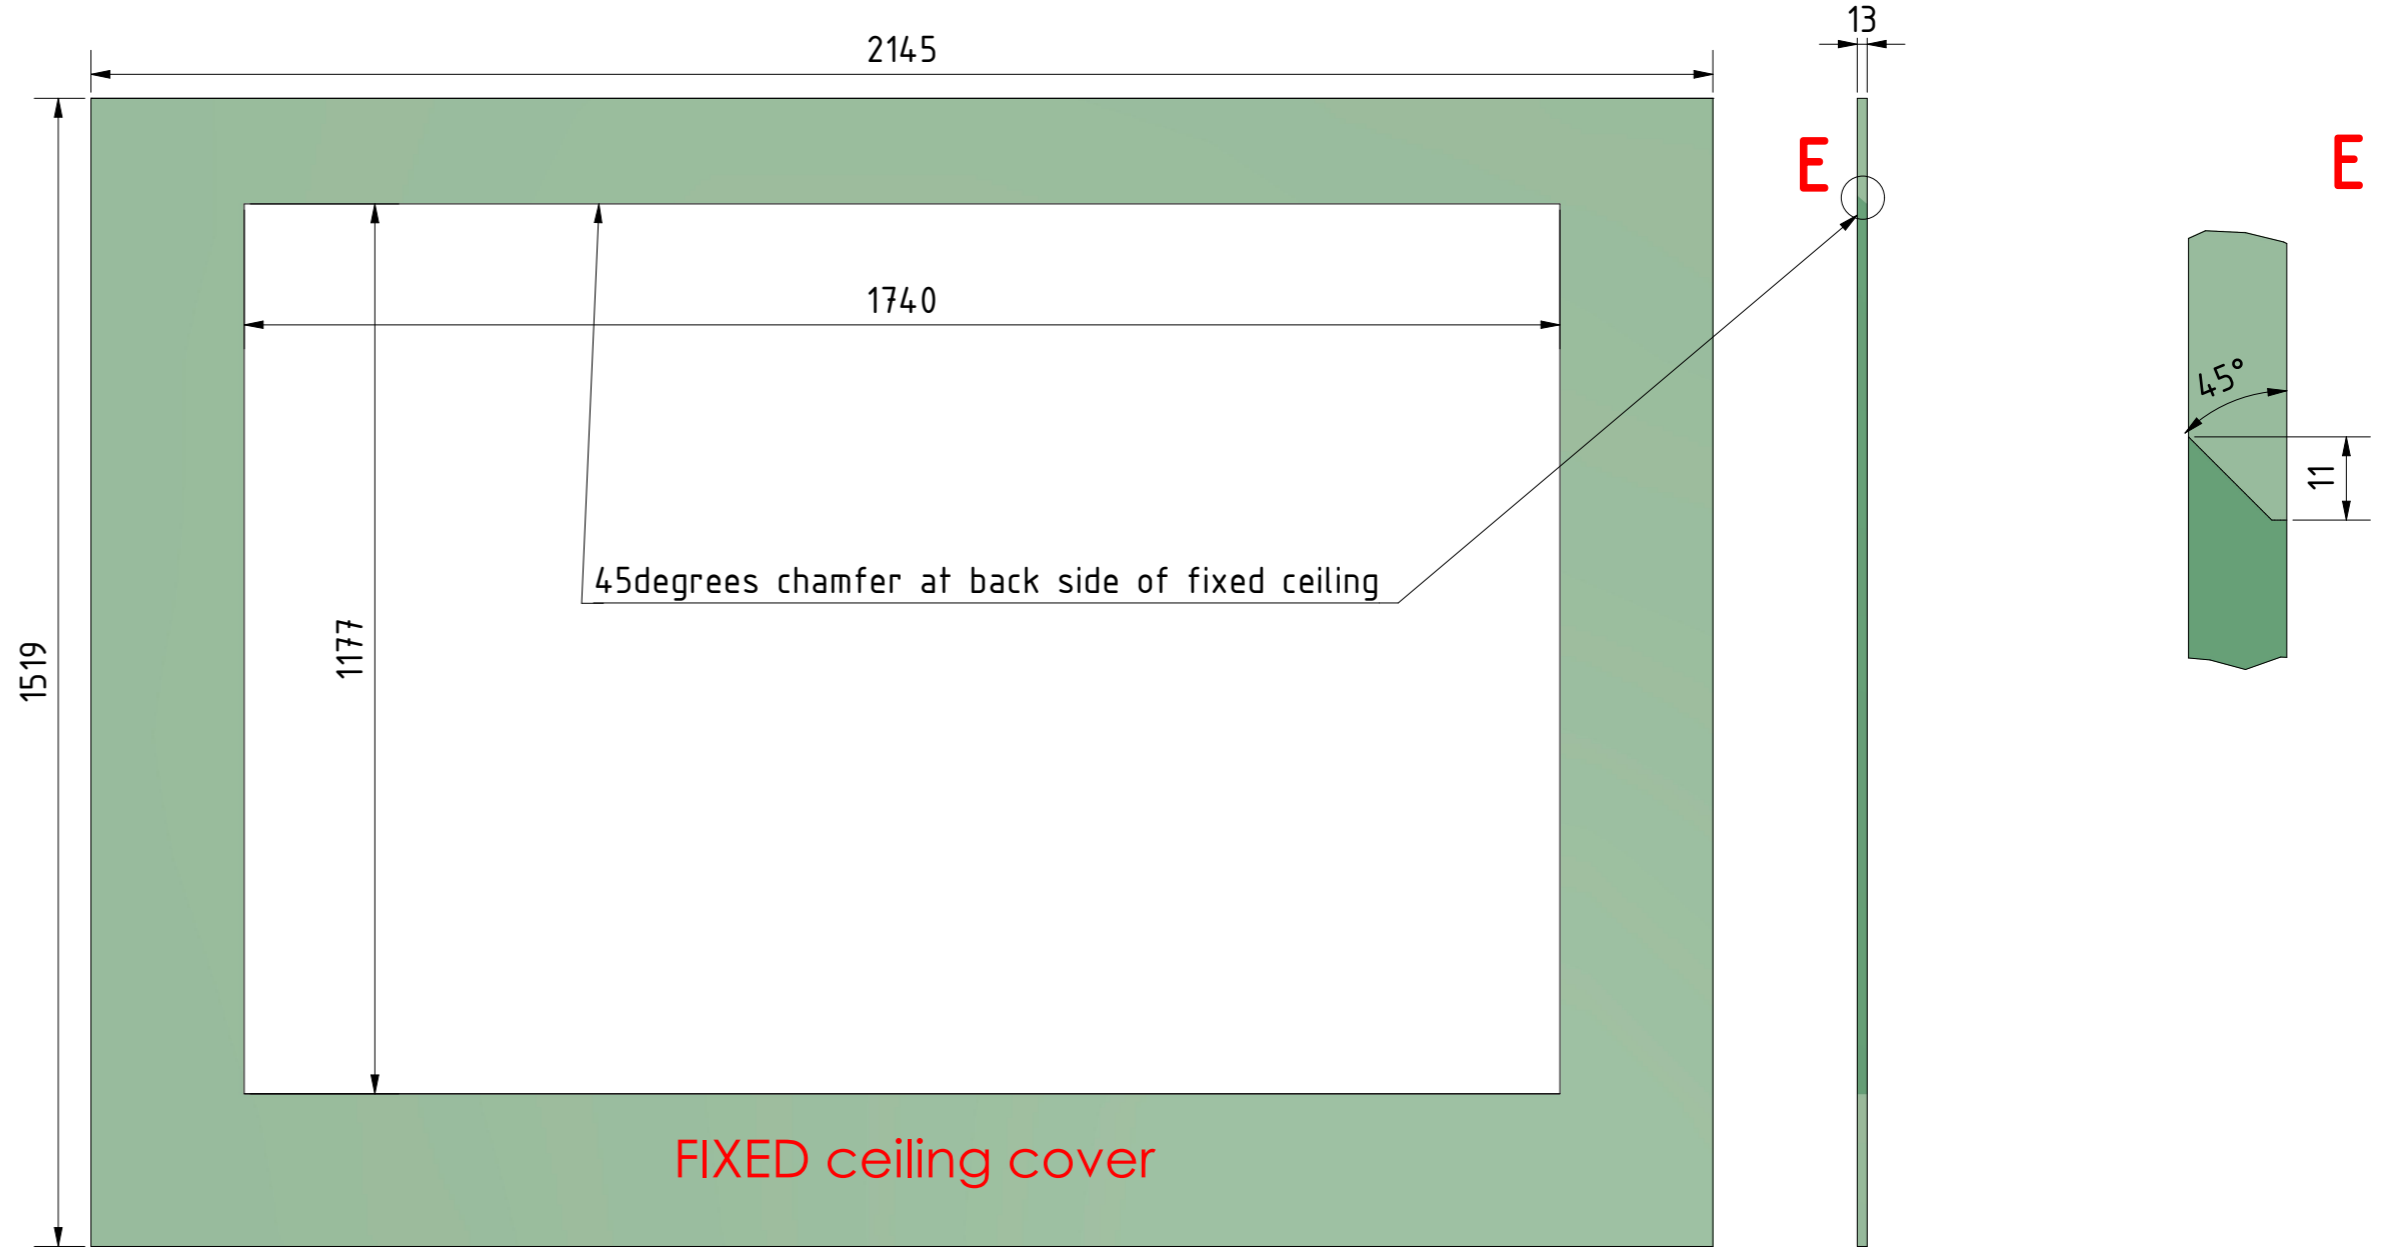 13
2145
E
E
1740
45°
11
45degrees chamfer at back side of fixed ceiling
1177
1519
FIXED ceiling cover